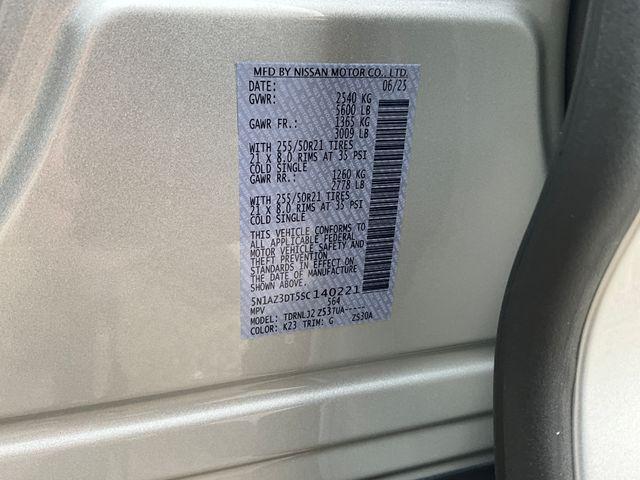 MFD BY NISSAN MOTOR CO., LTD.
DATE: 06/25
GVWR: 2540 KG
5600 LB
GAWR FR.: 1365 KG
3009 LB
WITH 255/50R21 TIRES
21 X 8.0 RIMS AT 35 PSI
COLD SINGLE
GAWR RR.: 1260 KG
2778 LB
WITH 255/50R21 TIRES
21 X 8.0 RIMS AT 35 PSI
COLD SINGLE
THIS VEHICLE CONFORMS TO
ALL APPLICABLE FEDERAL
MOTOR VEHICLE SAFETY AND
THEFT PREVENTION
STANDARDS IN EFFECT ON
THE DATE OF MANUFACTURE
SHOWN ABOVE.
5N1AZ3DT5SC140221
MPV 564
MODEL: TDRNLJ2 Z53TUA-----
COLOR: K23 TRIM: G ZS30A